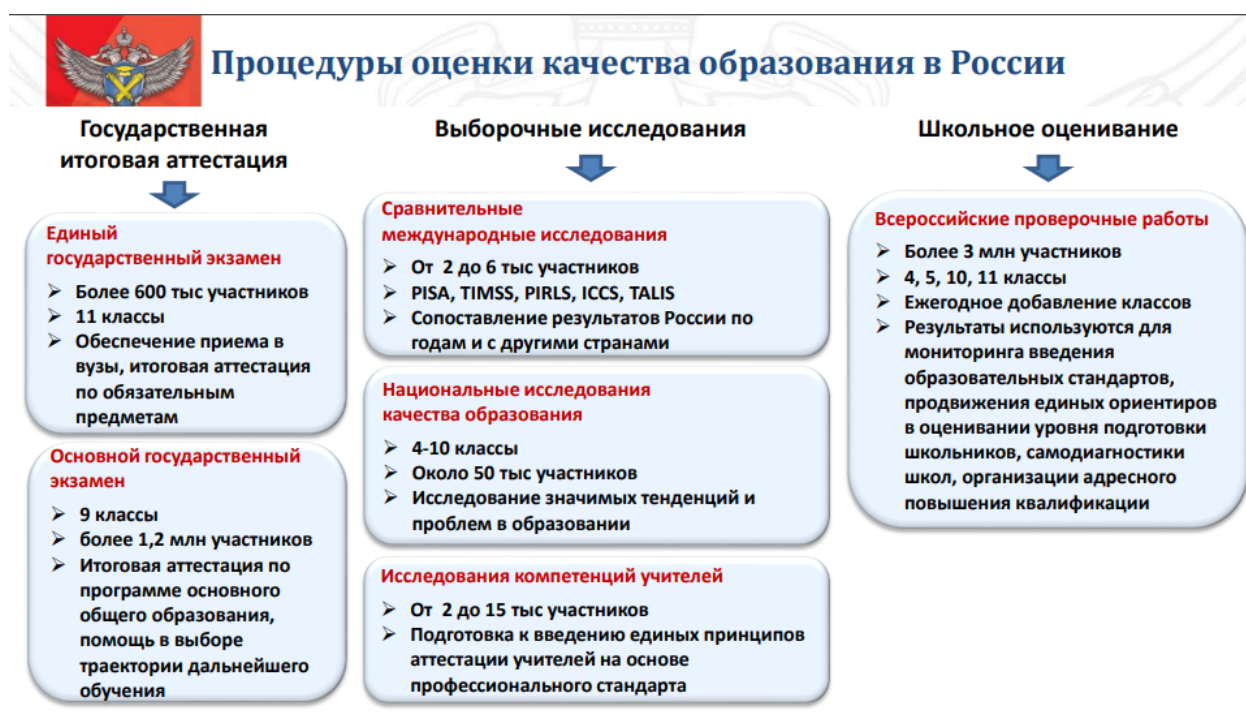 Процедуры оценки качества образования в России
Государственная
итоговая аттестация
Единый
государственный экзамен
➢ Более 600 тыс участников
➢ 11 классы
➢ Обеспечение приема в
вузы, итоговая аттестация
по обязательным
предметам
Основной государственный
экзамен
➢ 9 классы
➢ более 1,2 млн участников
➢ Итоговая аттестация по
программе основного
общего образования,
помощь в выборе
траектории дальнейшего
обучения
Выборочные исследования
Сравнительные
международные исследования
➢ От 2 до 6 тыс участников
➢ PISA, TIMSS, PIRLS, ICCS, TALIS
➢ Сопоставление результатов России по
годам и с другими странами
Национальные исследования
качества образования
➢ 4-10 классы
➢ Около 50 тыс участников
➢ Исследование значимых тенденций и
проблем в образовании
Исследования компетенций учителей
➢ От 2 до 15 тыс участников
➢ Подготовка к введению единых принципов
аттестации учителей на основе
профессионального стандарта
Школьное оценивание
Всероссийские проверочные работы
➢ Более 3 млн участников
➢ 4, 5, 10, 11 классы
➢ Ежегодное добавление классов
➢ Результаты используются для
мониторинга введения
образовательных стандартов,
продвижения единых ориентиров
в оценивании уровня подготовки
школьников, самодиагностики
школ, организации адресного
повышения квалификации